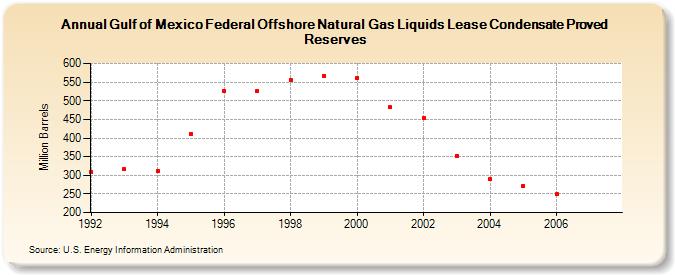 Annual Gulf of Mexico Federal Offshore Natural Gas Liquids Lease Condensate Proved
Reserves
Million Barrels
600
550
500
450
400
350
300
250
200
1992 1994 1996 1998 2000 2002 2004 2006
Source: U.S. Energy Information Administration